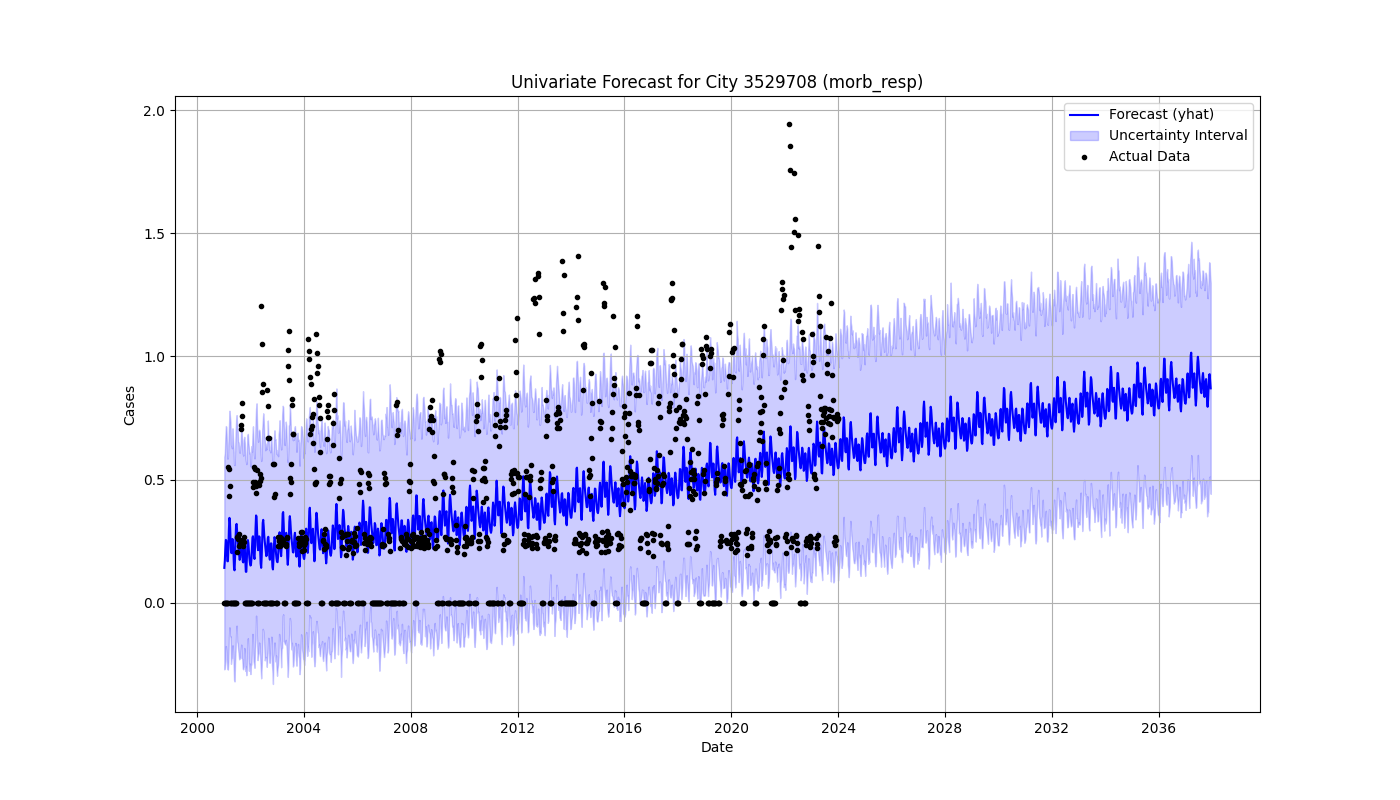 Univariate Forecast for City 3529708 (morb_resp)
Forecast (yhat)
Uncertainty Interval
Actual Data
2.0
1.5
1.0
0.5
0.0
Cases
2000 2004 2008 2012 2016 2020 2024 2028 2032 2036
Date